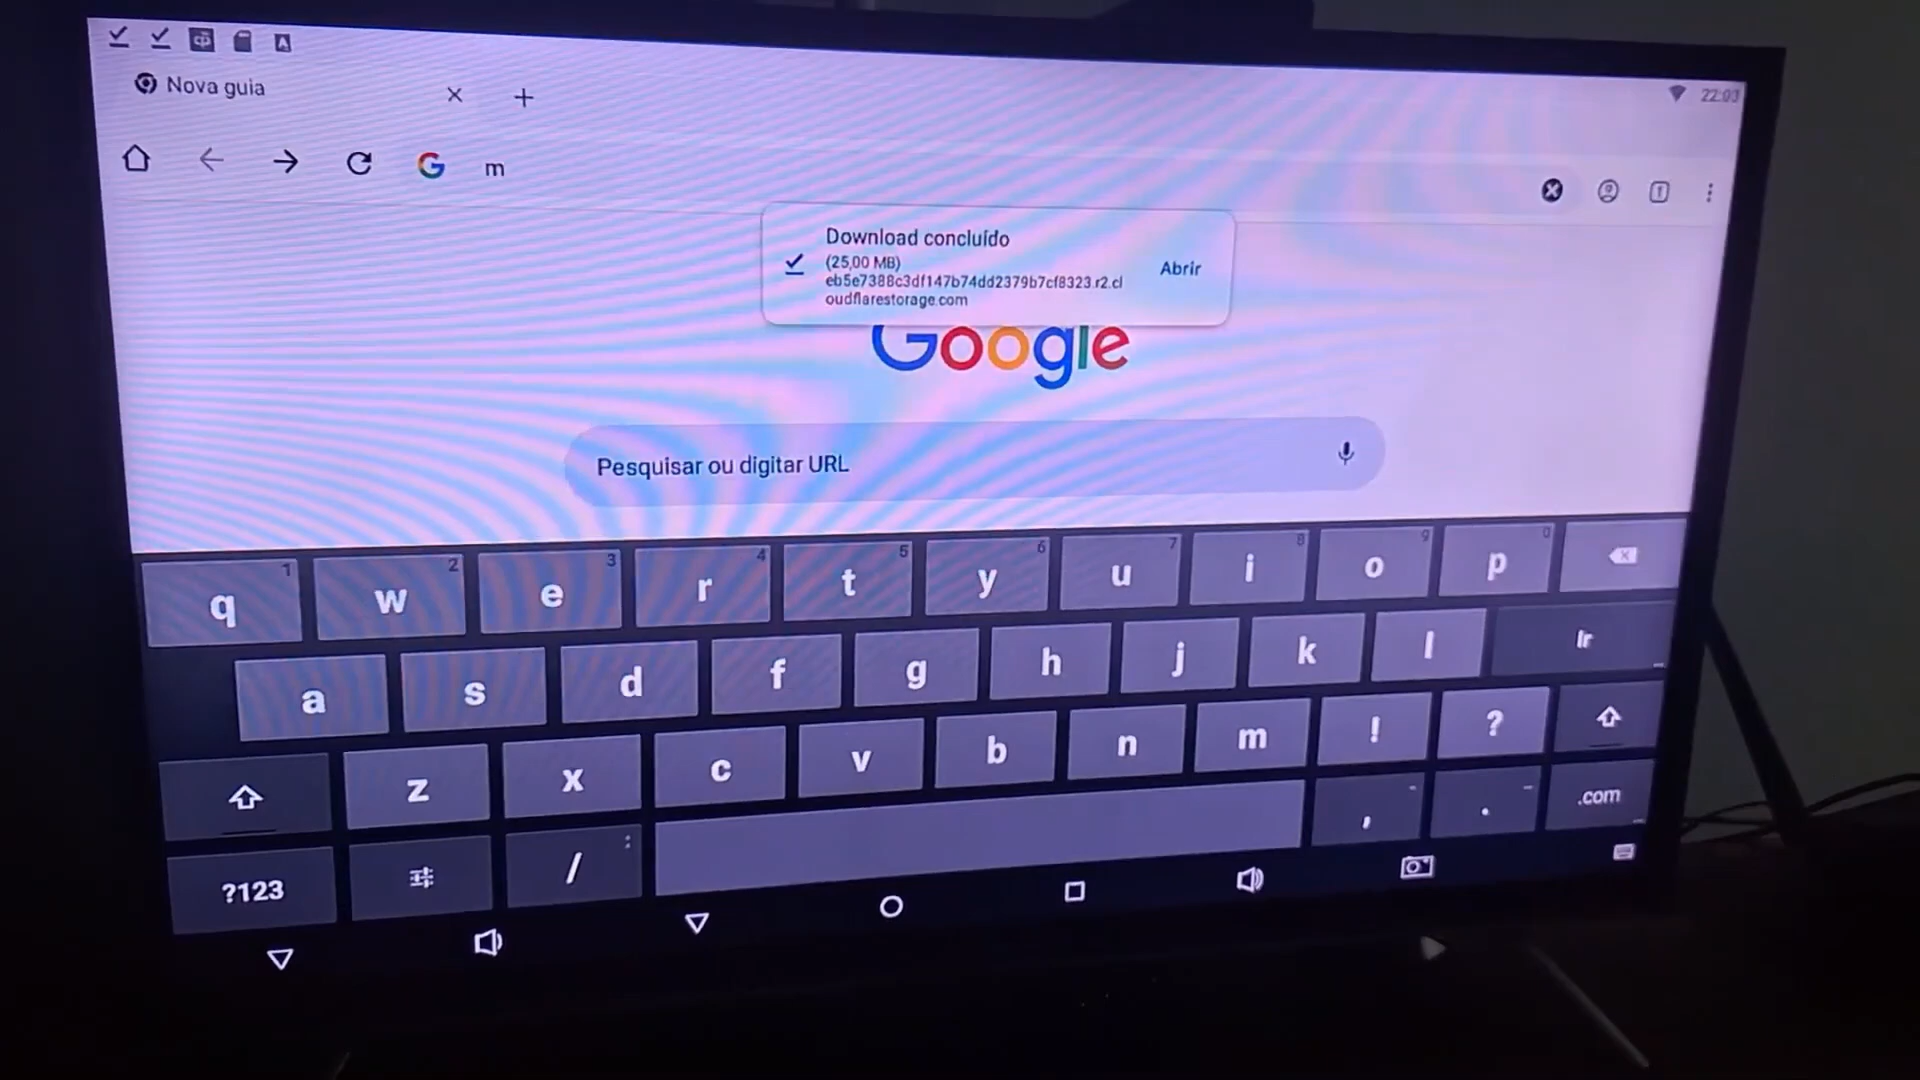 Nova guia
22:03
m
Download concluído
(25,00 MB)
eb5e7388c3df147b74dd2379b7cf8323.r2.cl
oudflarestorage.com
Abrir
Google
Pesquisar ou digitar URL
1 2 3 4 5 6 7 8 9 0
q w e r t y u i o p
a s d f g h j k l Ir
z x c v b n m ! ?
?123 / : , . .com